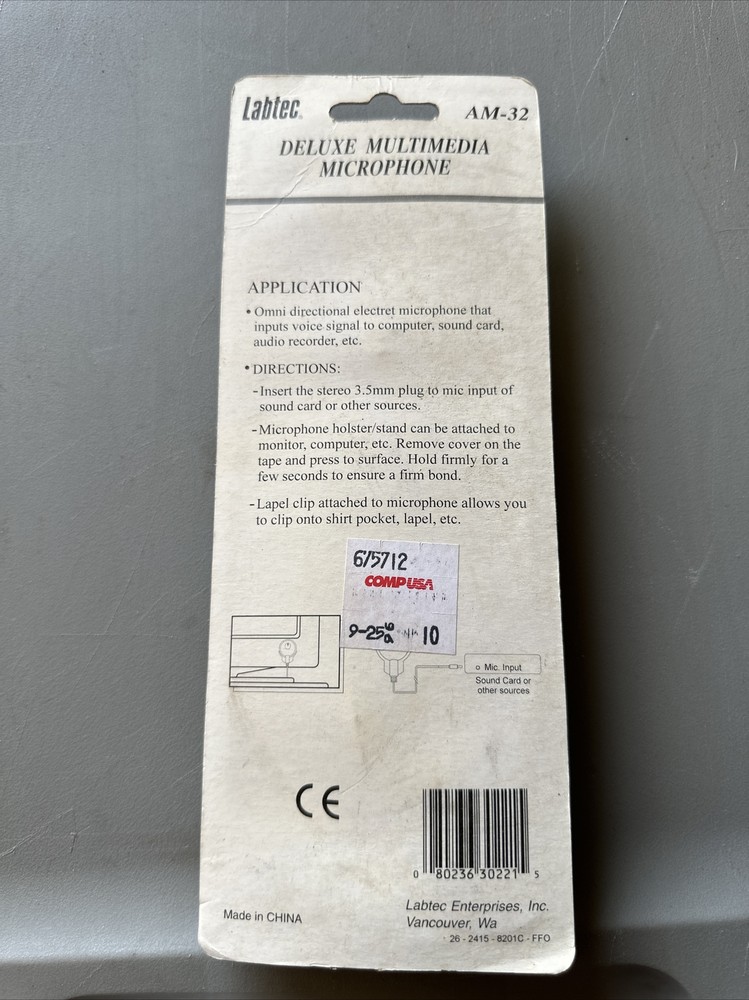 Labtec®
AM-32
DELUXE MULTIMEDIA
MICROPHONE
APPLICATION
• Omni directional electret microphone that
inputs voice signal to computer, sound card,
audio recorder, etc.
• DIRECTIONS:
-Insert the stereo 3.5mm plug to mic input of
sound card or other sources.
-Microphone holster/stand can be attached to
monitor, computer, etc. Remove cover on the
tape and press to surface. Hold firmly for a
few seconds to ensure a firm bond.
-Lapel clip attached to microphone allows you
to clip onto shirt pocket, lapel, etc.
675712
COMPUSA
9-25
10
Mic. Input
Sound Card or
other sources
CE
0 80236 30221 5
Made in CHINA
Labtec Enterprises, Inc.
Vancouver, Wa
26 - 2415 - 8201C - FFO